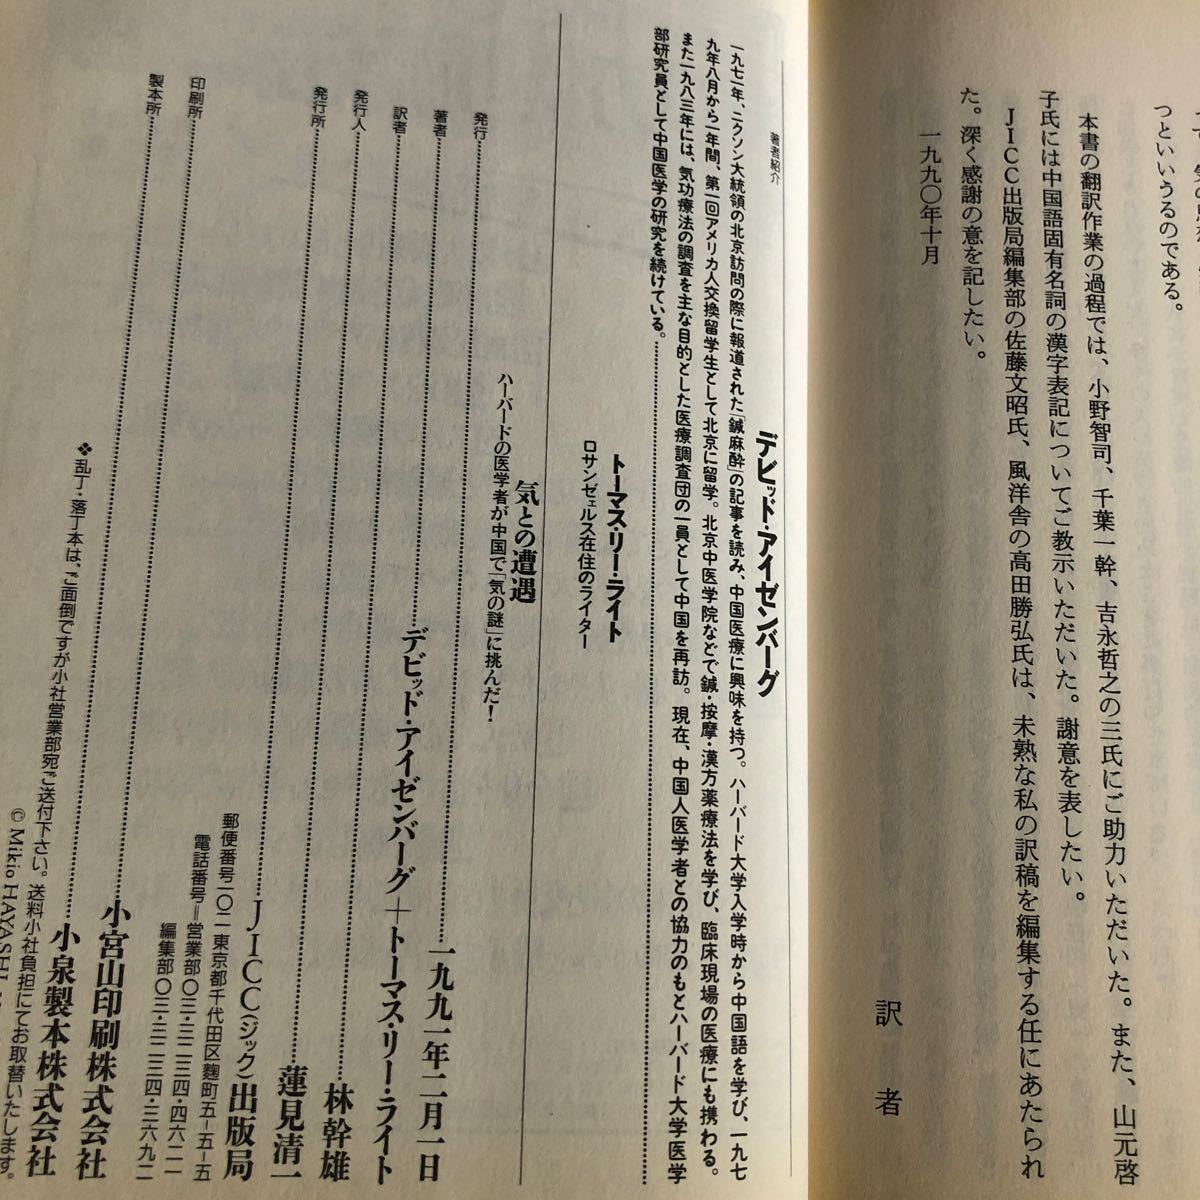 つといいうるのである。
本書の翻訳作業の過程では、小野智司、千葉一幹、吉永哲之の三氏にご助力いただいた。また、山元啓
子氏には中国語固有名詞の漢字表記についてご教示いただいた。謝意を表したい。
JICC出版局編集部の佐藤文昭氏、風洋舎の高田勝弘氏は、未熟な私の訳稿を編集する任にあたられ
た。深く感謝の意を記したい。
一九九〇年十月
訳者
著者紹介
デビッド・アイゼンバーグ
一九七一年、ニクソン大統領の北京訪問の際に報道された「鍼麻酔」の記事を読み、中国医療に興味を持つ。ハーバード大学入学時から中国語を学び、一九七
九年八月から一年間、第一回アメリカ人交換留学生として北京に留学。北京中医学院などで鍼・按摩・漢方薬療法を学び、臨床現場の医療にも携わる。
また一九八三年には、気功療法の調査を主な目的とした医療調査団の一員として中国を再訪。現在、中国人医学者との協力のもとハーバード大学医学
部研究員として中国医学の研究を続けている。
トーマス・リー・ライト
ロサンゼェルス在住のライター
気との遭遇
ハーバードの医学者が中国で「気の謎」に挑んだ!
発行 一九九一年二月一日
著者 デビッド・アイゼンバーグ+トーマス・リー・ライト
訳者 林幹雄
発行人 蓮見清一
発行所 JICC(ジック)出版局
郵便番号一〇二 東京都千代田区麴町五-五-五
電話番号=営業部〇三・三二三四・四六二一
編集部〇三・三二三四・三六九二
印刷所 小宮山印刷株式会社
製本所 小泉製本株式会社
❖乱丁・落丁本は、ご面倒ですが小社営業部宛ご送付下さい。送料小社負担にてお取替いたします。
© Mikio HAYASHI